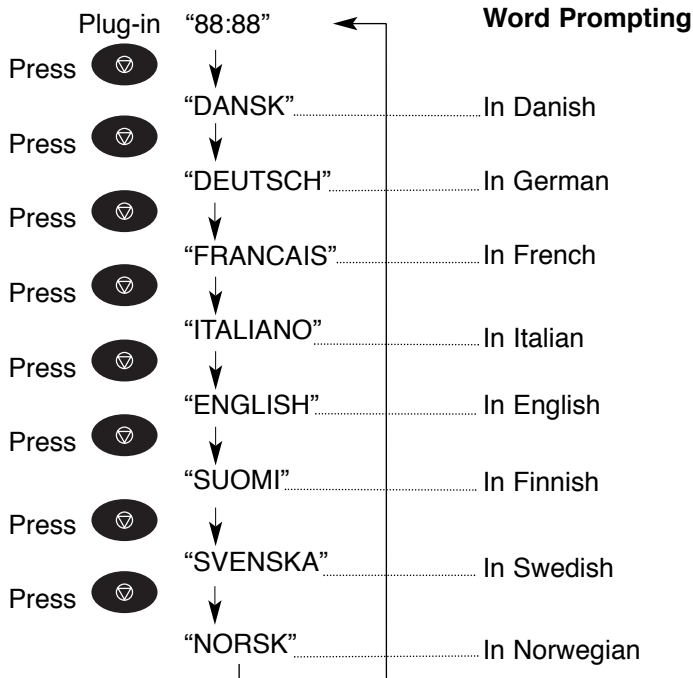 Plug-in “88:88” Word Prompting
Press
“DANSK” In Danish
Press
“DEUTSCH” In German
Press
“FRANCAIS” In French
Press
“ITALIANO” In Italian
Press
“ENGLISH” In English
Press
“SUOMI” In Finnish
Press
“SVENSKA” In Swedish
Press
“NORSK” In Norwegian